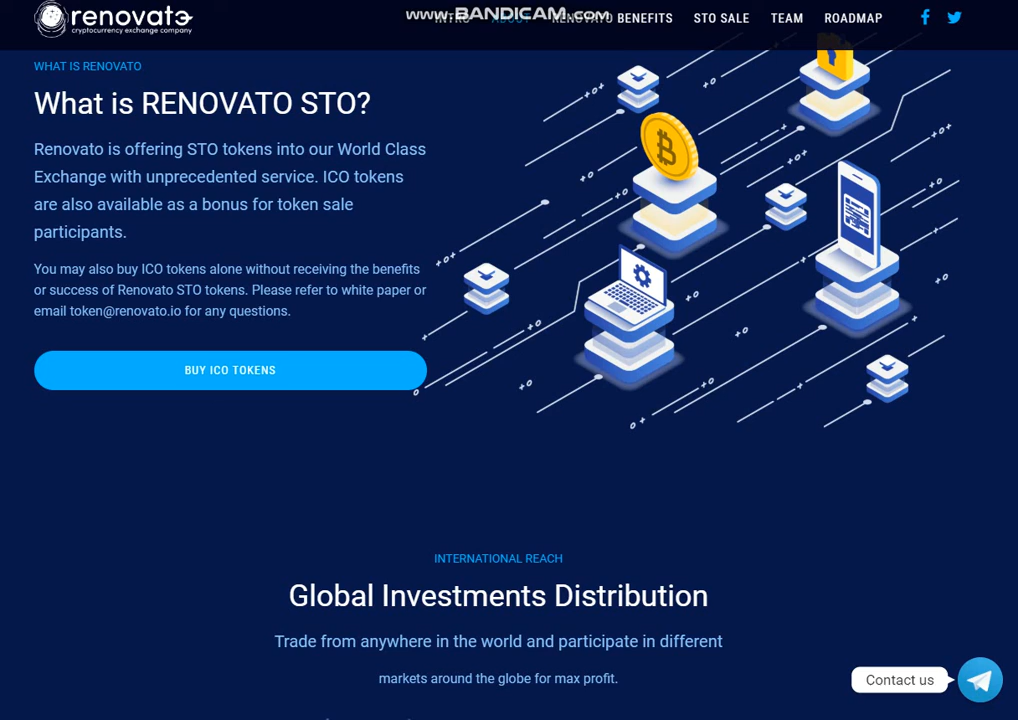 renovate
cryptocurrency exchange company
www.BANDICAM.com
INTRO ABOUT RENOVATO BENEFITS STO SALE TEAM ROADMAP
WHAT IS RENOVATO
What is RENOVATO STO?
Renovato is offering STO tokens into our World Class
Exchange with unprecedented service. ICO tokens
are also available as a bonus for token sale
participants.
You may also buy ICO tokens alone without receiving the benefits
or success of Renovato STO tokens. Please refer to white paper or
email token@renovato.io for any questions.
BUY ICO TOKENS
INTERNATIONAL REACH
Global Investments Distribution
Trade from anywhere in the world and participate in different
markets around the globe for max profit.
Contact us